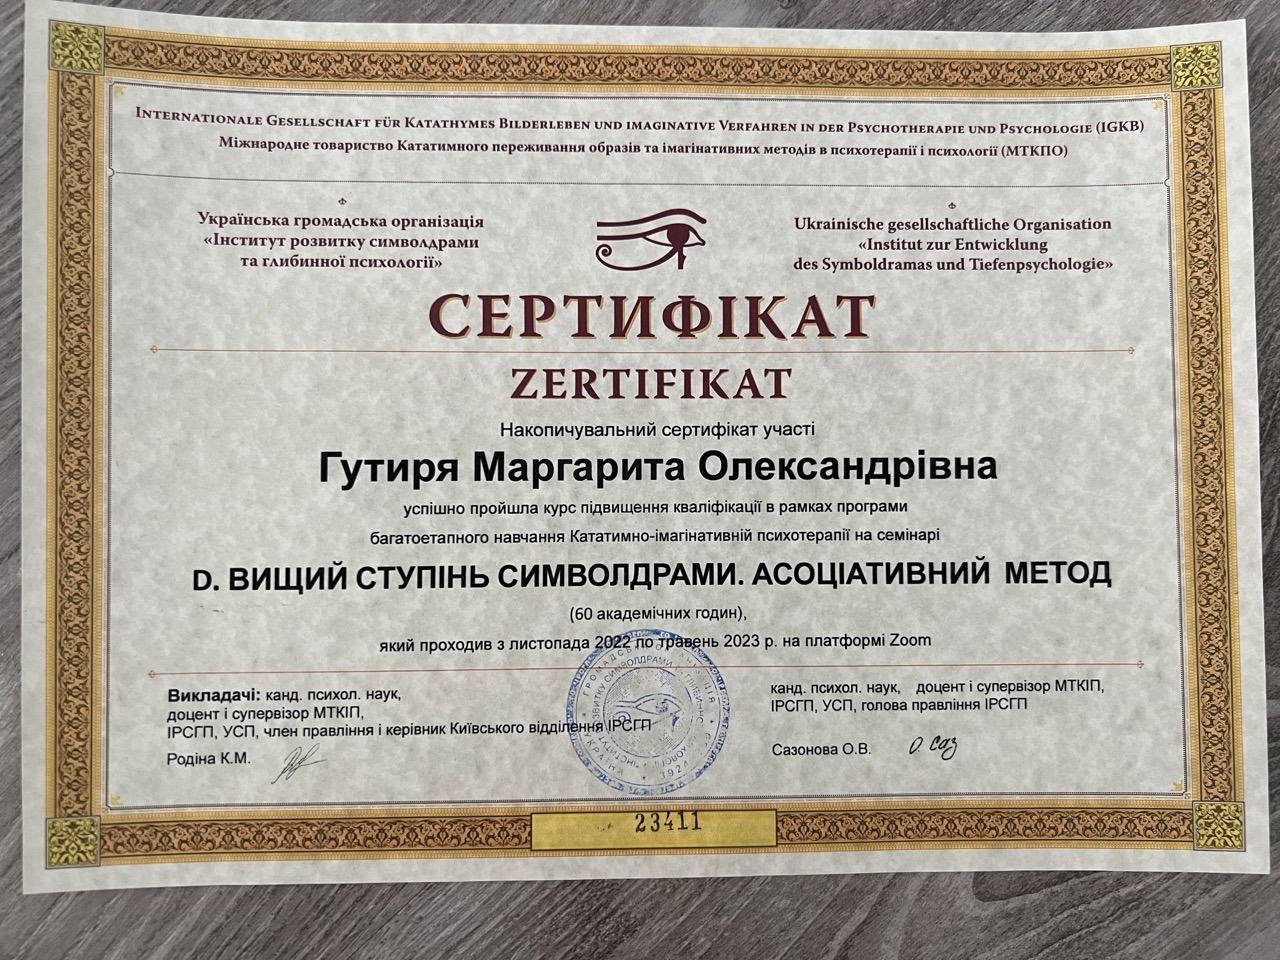 Internationale Gesellschaft für Katathymes Bilderleben und imaginative Verfahren in der Psychotherapie und Psychologie (IGKB)
Міжнародне товариство Кататимного переживання образів та імагінативних методів в психотерапії і психології (МТКПО)
Українська громадська організація
«Інститут розвитку символдрами
та глибинної психології»
Ukrainische gesellschaftliche Organisation
«Institut zur Entwicklung
des Symboldramas und Tiefenpsychologie»
СЕРТИФІКАТ
ZERTIFIKAT
Накопичувальний сертифікат участі
Гутиря Маргарита Олександрівна
успішно пройшла курс підвищення кваліфікації в рамках програми
багатоетапного навчання Кататимно-імагінативній психотерапії на семінарі
D. ВИЩИЙ СТУПІНЬ СИМВОЛДРАМИ. АСОЦІАТИВНИЙ МЕТОД
(60 академічних годин),
який проходив з листопада 2022 по травень 2023 р. на платформі Zoom
Викладачі: канд. психол. наук,
доцент і супервізор МТКІП,
ІРСГП, УСП, член правління і керівник Київського відділення ІРСГП
Родіна К.М.
канд. психол. наук, доцент і супервізор МТКІП,
ІРСГП, УСП, голова правління ІРСГП
Сазонова О.В.
О. Саз
23411